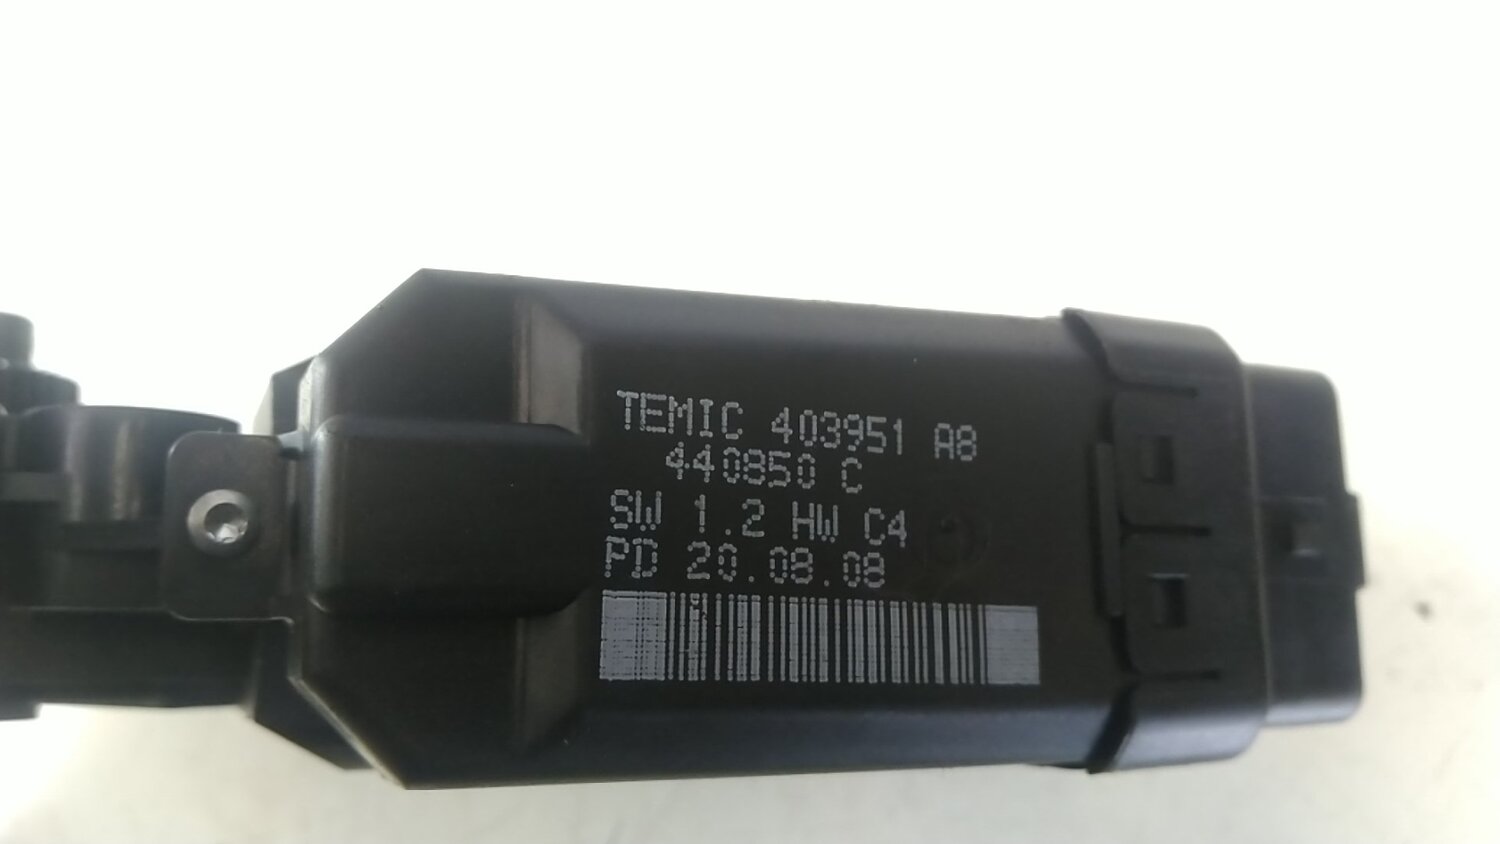 TEMIC 403951 A8
440850 C
SW 1.2 HW C4
PD 20.08.08